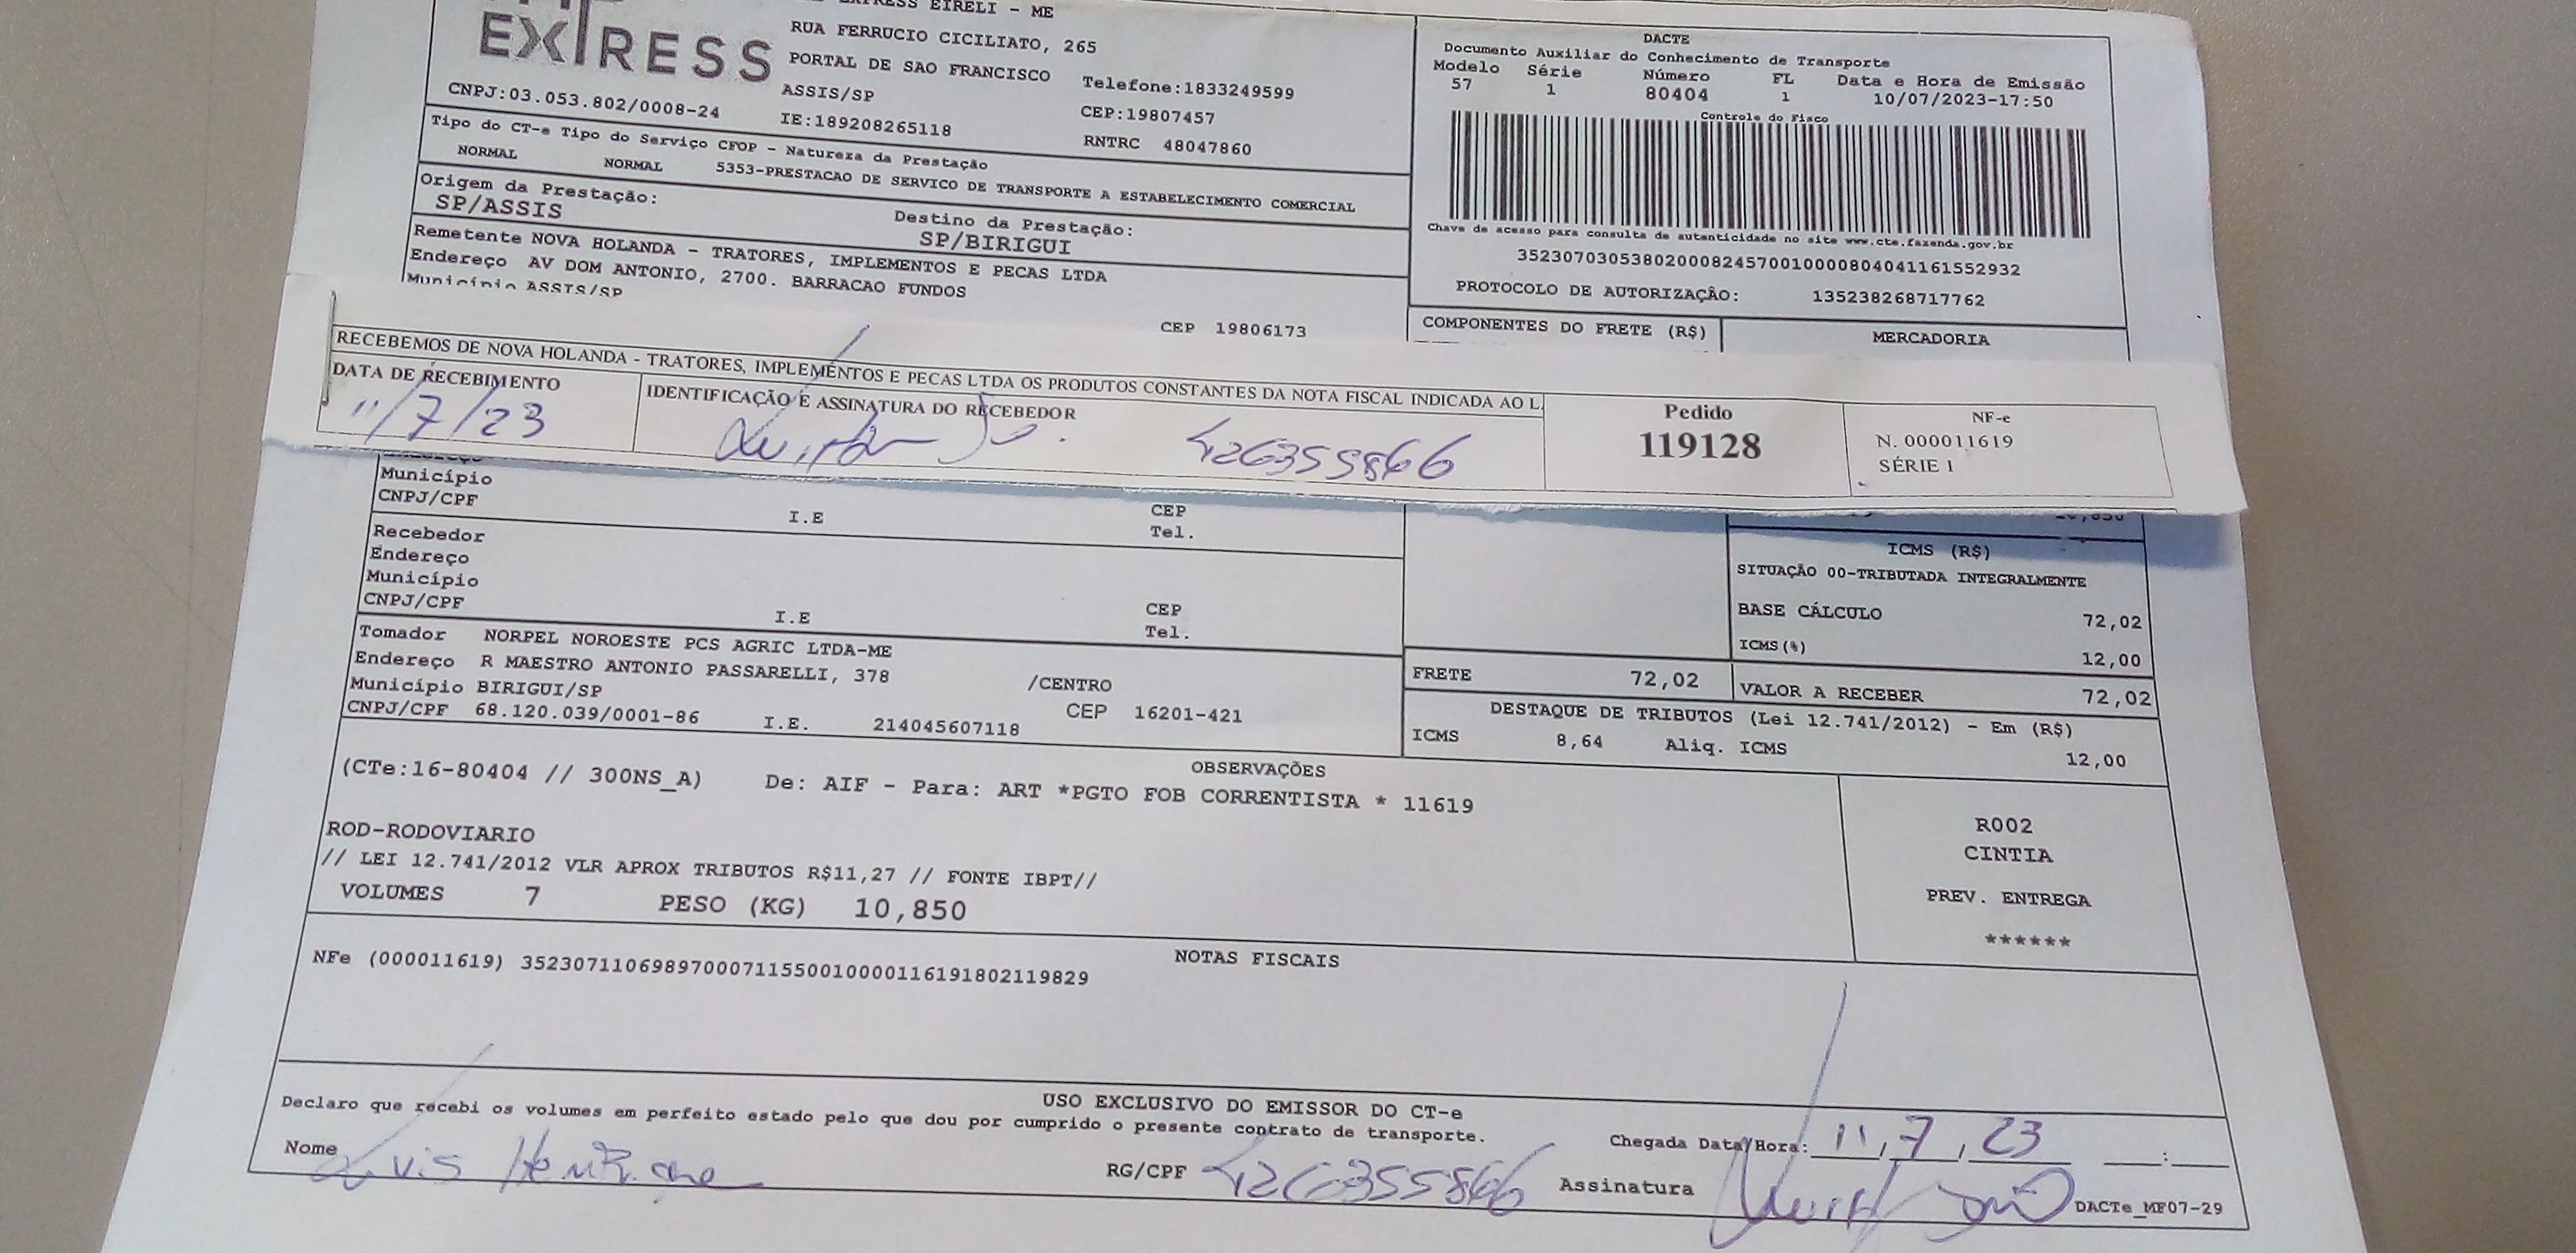 EXPRESS
EXPRESS EIRELI - ME
RUA FERRUCIO CICILIATO, 265
PORTAL DE SAO FRANCISCO
ASSIS/SP
Telefone:1833249599
CEP:19807457
CNPJ:03.053.802/0008-24
IE:189208265118
RNTRC 48047860
Tipo do CT-e Tipo do Serviço CFOP - Natureza da Prestação
NORMAL NORMAL 5353-PRESTACAO DE SERVICO DE TRANSPORTE A ESTABELECIMENTO COMERCIAL
Origem da Prestação:
SP/ASSIS
Destino da Prestação:
SP/BIRIGUI
Remetente NOVA HOLANDA - TRATORES, IMPLEMENTOS E PECAS LTDA
Endereço AV DOM ANTONIO, 2700. BARRACAO FUNDOS
Município ASSIS/SP
CEP 19806173
DACTE
Documento Auxiliar do Conhecimento de Transporte
Modelo Série Número FL Data e Hora de Emissão
57 1 80404 1 10/07/2023-17:50
Controle do Fisco
Chave de acesso para consulta de autenticidade no site www.cte.fazenda.gov.br
35230703053802000824570010000804041161552932
PROTOCOLO DE AUTORIZAÇÃO: 135238268717762
COMPONENTES DO FRETE (R$) MERCADORIA
RECEBEMOS DE NOVA HOLANDA - TRATORES, IMPLEMENTOS E PECAS LTDA OS PRODUTOS CONSTANTES DA NOTA FISCAL INDICADA AO L
DATA DE RECEBIMENTO
11/7/23
IDENTIFICAÇÃO E ASSINATURA DO RECEBEDOR
426355866
Pedido
119128
NF-e
N. 000011619
SÉRIE 1
Município
CNPJ/CPF I.E CEP
Tel.
Recebedor
Endereço
Município
CNPJ/CPF I.E CEP
Tel.
Tomador NORPEL NOROESTE PCS AGRIC LTDA-ME
Endereço R MAESTRO ANTONIO PASSARELLI, 378 /CENTRO
Município BIRIGUI/SP CEP 16201-421
CNPJ/CPF 68.120.039/0001-86 I.E. 214045607118
ICMS (R$)
SITUAÇÃO 00-TRIBUTADA INTEGRALMENTE
BASE CÁLCULO 72,02
ICMS(%) 12,00
FRETE 72,02 VALOR A RECEBER 72,02
DESTAQUE DE TRIBUTOS (Lei 12.741/2012) - Em (R$)
ICMS 8,64 Aliq. ICMS 12,00
OBSERVAÇÕES
(CTe:16-80404 // 300NS_A) De: AIF - Para: ART *PGTO FOB CORRENTISTA * 11619
ROD-RODOVIARIO
// LEI 12.741/2012 VLR APROX TRIBUTOS R$11,27 // FONTE IBPT//
VOLUMES 7 PESO (KG) 10,850
R002
CINTIA
PREV. ENTREGA
******
NOTAS FISCAIS
NFe (000011619) 35230711069897000711550010000116191802119829
USO EXCLUSIVO DO EMISSOR DO CT-e
Declaro que recebi os volumes em perfeito estado pelo que dou por cumprido o presente contrato de transporte.
Chegada Data/Hora: 11, 7, 23 :
Nome Luis Henrique RG/CPF 426355866 Assinatura
DACTe_MF07-29